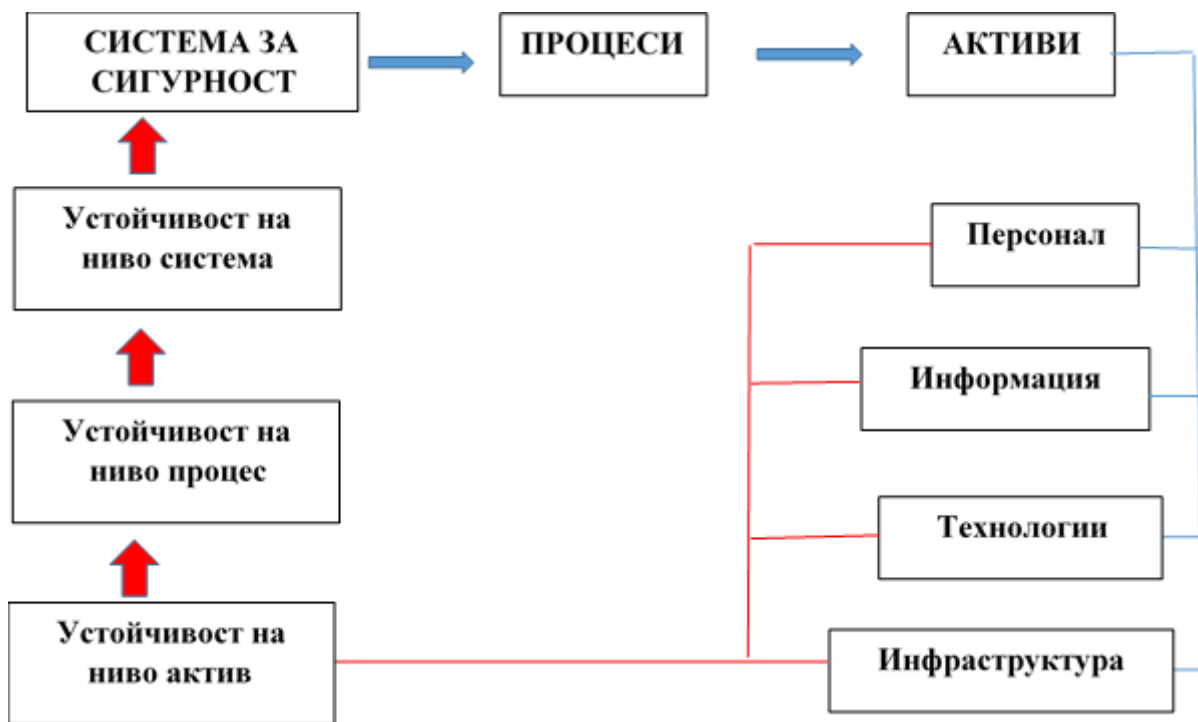 СИСТЕМА ЗА
СИГУРНОСТ
ПРОЦЕСИ
АКТИВИ
Устойчивост на
ниво система
Персонал
Информация
Устойчивост на
ниво процес
Технологии
Устойчивост на
ниво актив
Инфраструктура